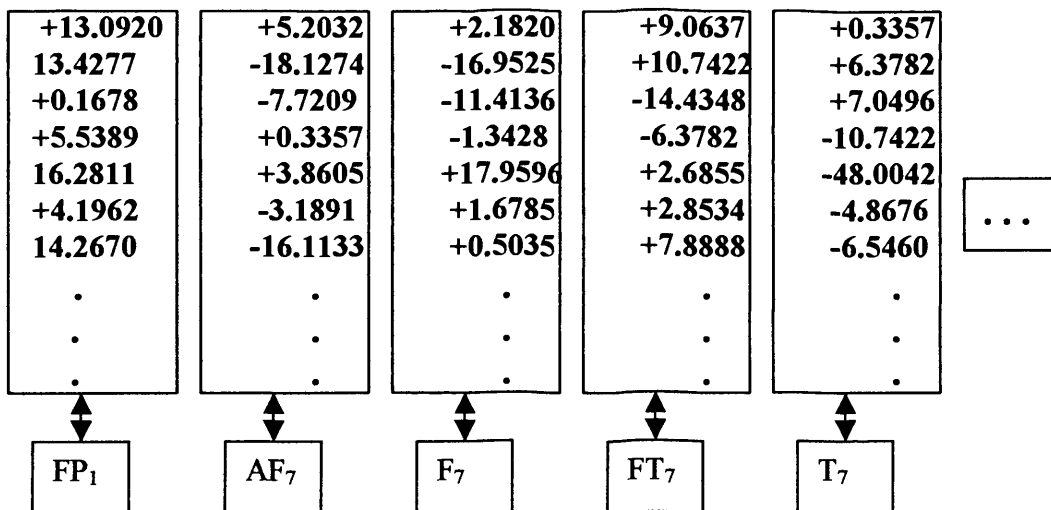 +13.0920 +5.2032 +2.1820 +9.0637 +0.3357
13.4277 -18.1274 -16.9525 +10.7422 +6.3782
+0.1678 -7.7209 -11.4136 -14.4348 +7.0496
+5.5389 +0.3357 -1.3428 -6.3782 -10.7422
16.2811 +3.8605 +17.9596 +2.6855 -48.0042
+4.1962 -3.1891 +1.6785 +2.8534 -4.8676
14.2670 -16.1133 +0.5035 +7.8888 -6.5460
. . . . .
. . . . .
. . . . .
...
FP₁ AF₇ F₇ FT₇ T₇